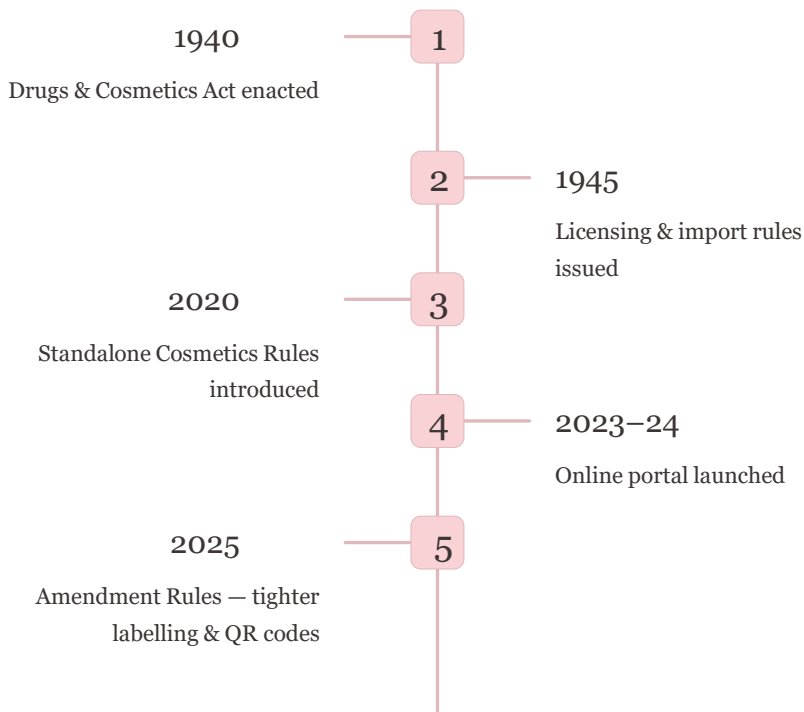 1940
1
Drugs & Cosmetics Act enacted
2
1945
Licensing & import rules
issued
2020
3
Standalone Cosmetics Rules
introduced
4
2023–24
Online portal launched
2025
5
Amendment Rules — tighter
labelling & QR codes